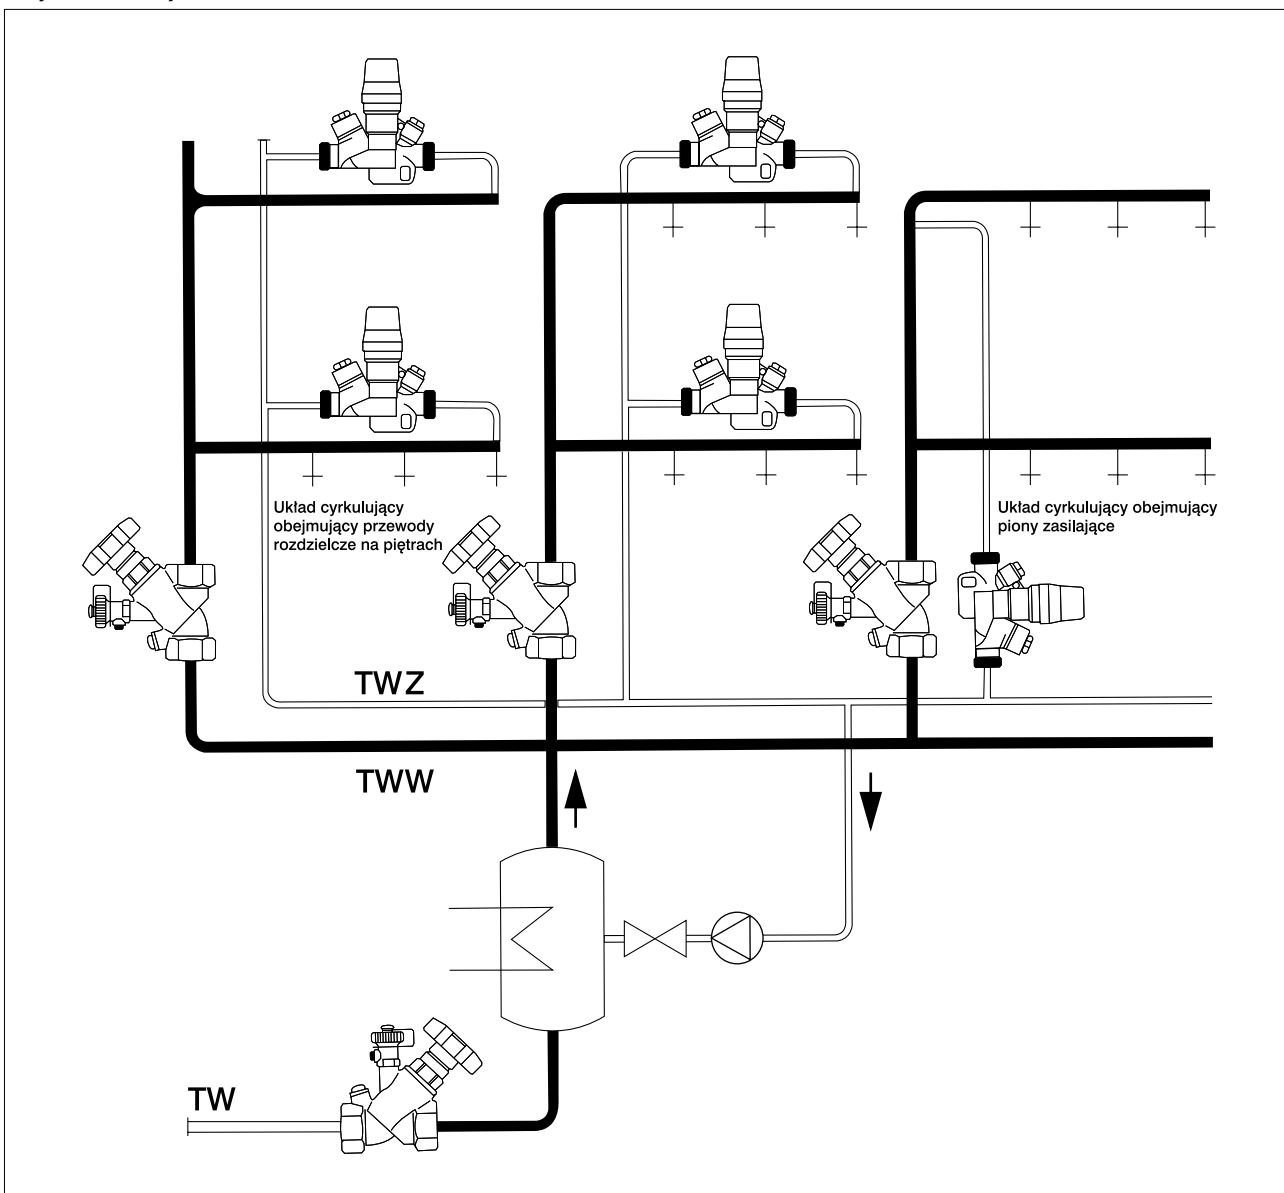 Układ cyrkulujący
obejmujący przewody
rozdzielcze na piętrach
Układ cyrkulujący obejmujący
piony zasilające
TWZ
TWW
TW